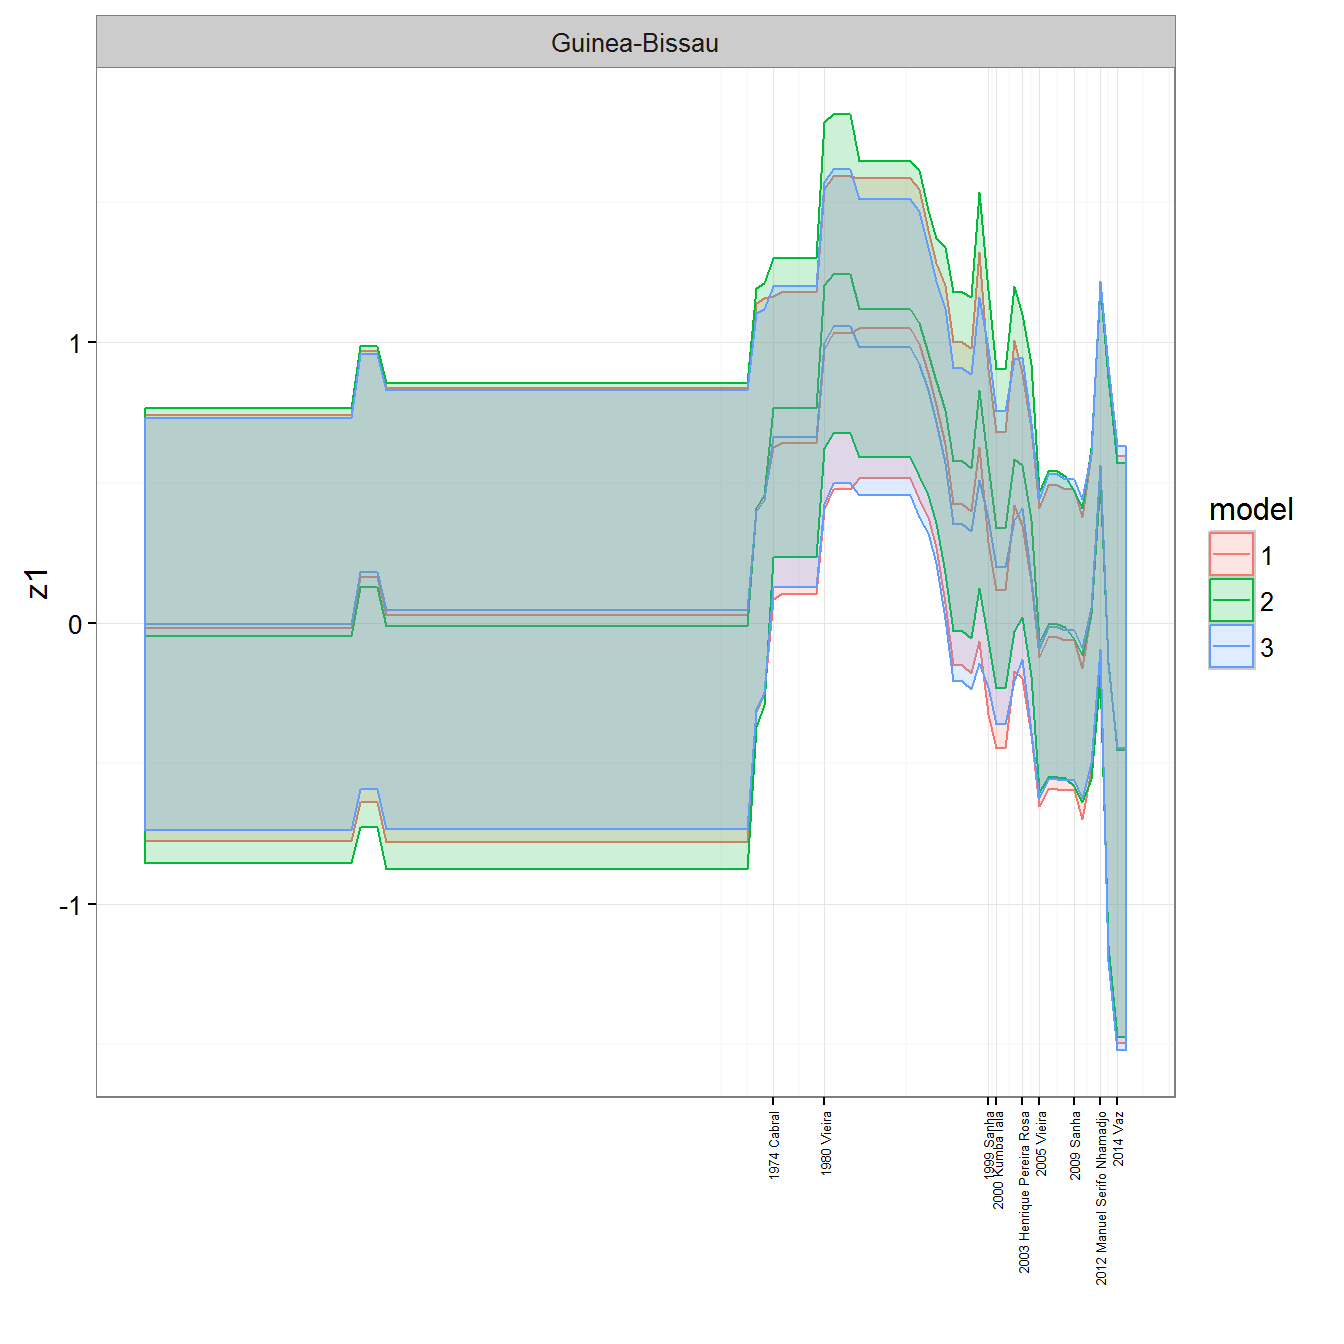 Guinea-Bissau
z1
1
0
-1
1974 Cabral
1980 Vieira
1999 Sanha
2000 Kumba Iala
2003 Henrique Pereira Rosa
2005 Vieira
2009 Sanha
2012 Manuel Serifo Nhamadjo
2014 Vaz
model
1
2
3